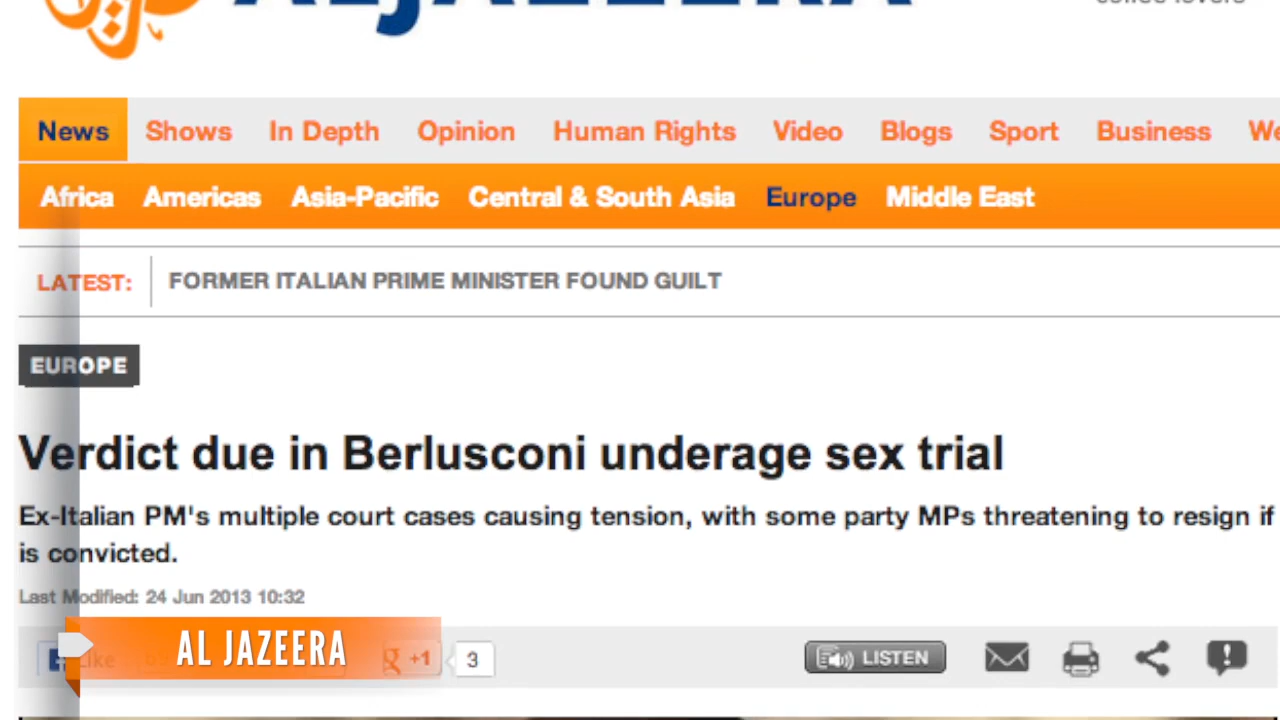 ALJAZEERA
News Shows In Depth Opinion Human Rights Video Blogs Sport Business
Africa Americas Asia-Pacific Central & South Asia Europe Middle East
LATEST: FORMER ITALIAN PRIME MINISTER FOUND GUILT
EUROPE
Verdict due in Berlusconi underage sex trial
Ex-Italian PM's multiple court cases causing tension, with some party MPs threatening to resign if
is convicted.
Last Modified: 24 Jun 2013 10:32
Like +1 3 LISTEN
AL JAZEERA